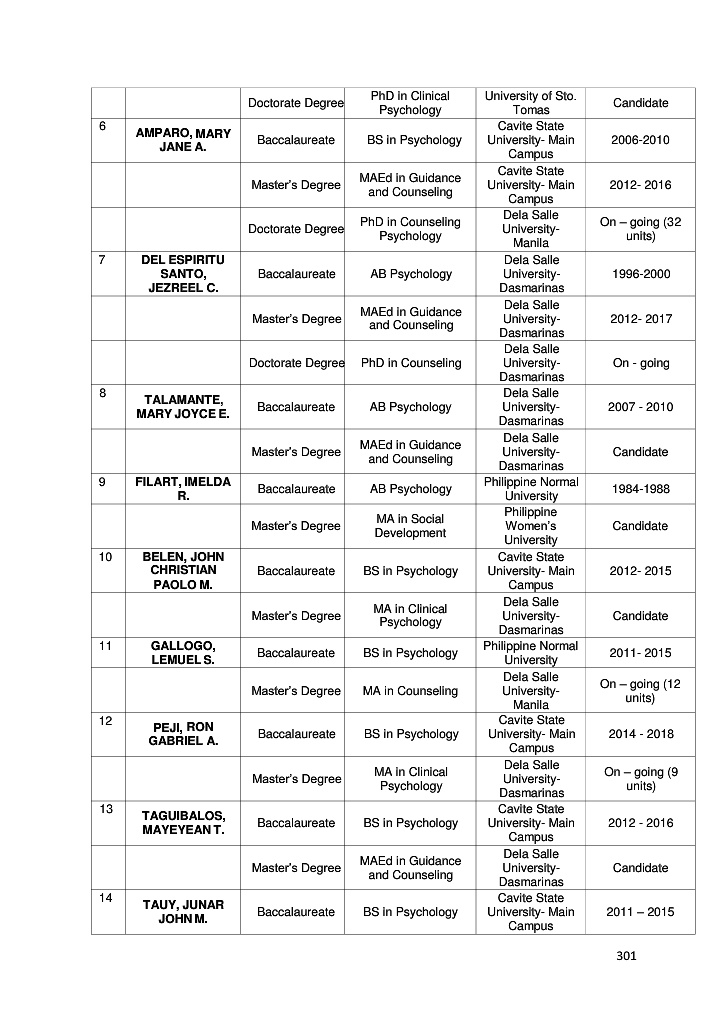 Doctorate Degree PhD in Clinical Psychology University of Sto. Tomas Candidate
6 AMPARO, MARY JANE A. Baccalaureate BS in Psychology Cavite State University- Main Campus 2006-2010
Master's Degree MAEd in Guidance and Counseling Cavite State University- Main Campus 2012- 2016
Doctorate Degree PhD in Counseling Psychology Dela Salle University- Manila On – going (32 units)
7 DEL ESPIRITU SANTO, JEZREEL C. Baccalaureate AB Psychology Dela Salle University- Dasmarinas 1996-2000
Master's Degree MAEd in Guidance and Counseling Dela Salle University- Dasmarinas 2012- 2017
Doctorate Degree PhD in Counseling Dela Salle University- Dasmarinas On - going
8 TALAMANTE, MARY JOYCE E. Baccalaureate AB Psychology Dela Salle University- Dasmarinas 2007 - 2010
Master's Degree MAEd in Guidance and Counseling Dela Salle University- Dasmarinas Candidate
9 FILART, IMELDA R. Baccalaureate AB Psychology Philippine Normal University 1984-1988
Master's Degree MA in Social Development Philippine Women's University Candidate
10 BELEN, JOHN CHRISTIAN PAOLO M. Baccalaureate BS in Psychology Cavite State University- Main Campus 2012- 2015
Master's Degree MA in Clinical Psychology Dela Salle University- Dasmarinas Candidate
11 GALLOGO, LEMUEL S. Baccalaureate BS in Psychology Philippine Normal University 2011- 2015
Master's Degree MA in Counseling Dela Salle University- Manila On – going (12 units)
12 PEJI, RON GABRIEL A. Baccalaureate BS in Psychology Cavite State University- Main Campus 2014 - 2018
Master's Degree MA in Clinical Psychology Dela Salle University- Dasmarinas On – going (9 units)
13 TAGUIBALOS, MAYEYEAN T. Baccalaureate BS in Psychology Cavite State University- Main Campus 2012 - 2016
Master's Degree MAEd in Guidance and Counseling Dela Salle University- Dasmarinas Candidate
14 TAUY, JUNAR JOHN M. Baccalaureate BS in Psychology Cavite State University- Main Campus 2011 – 2015
301